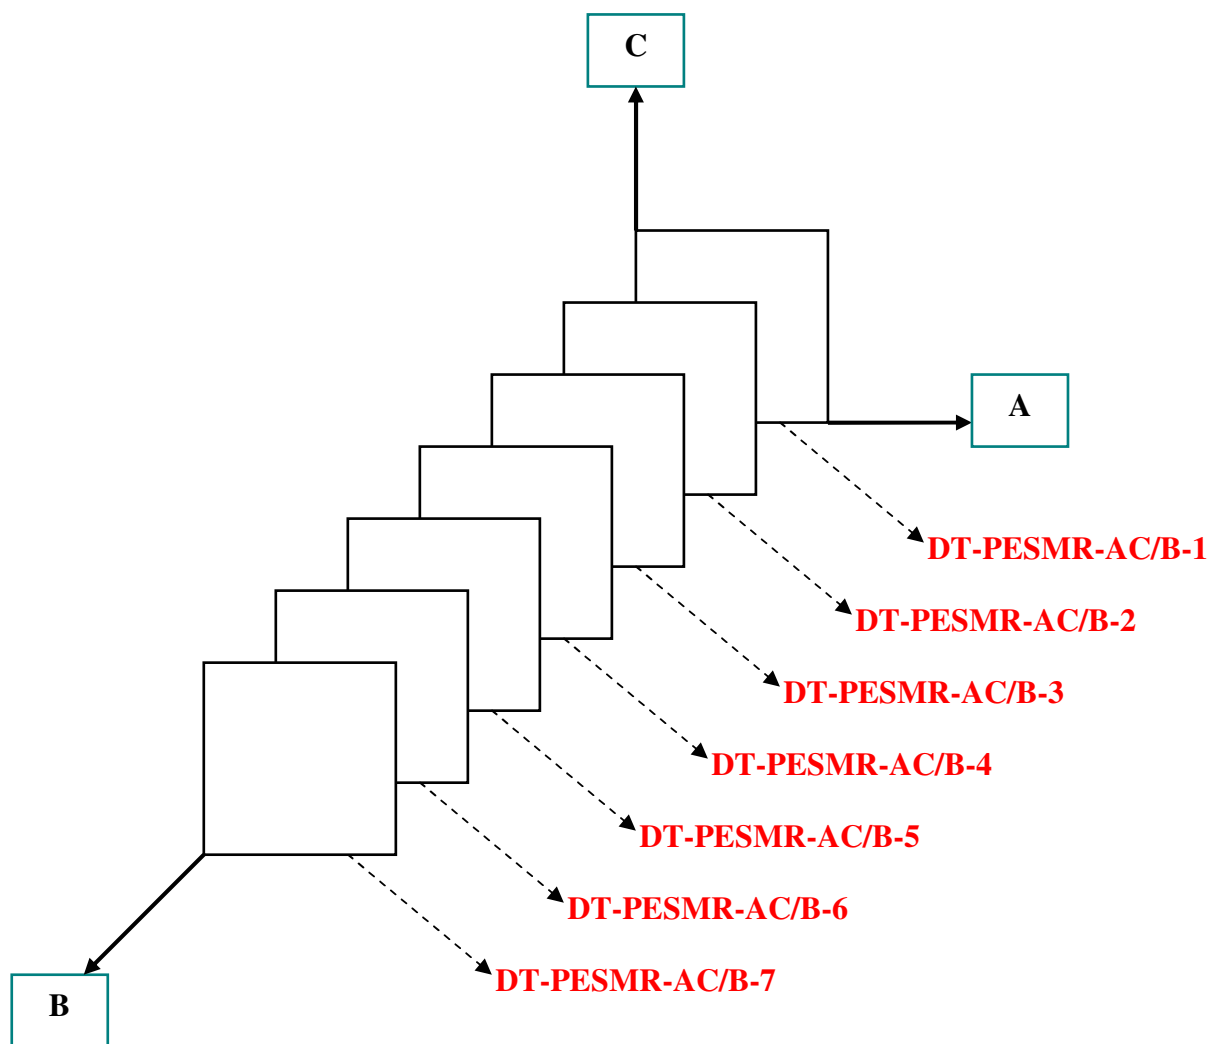 C
A
DT-PESMR-AC/B-1
DT-PESMR-AC/B-2
DT-PESMR-AC/B-3
DT-PESMR-AC/B-4
DT-PESMR-AC/B-5
DT-PESMR-AC/B-6
DT-PESMR-AC/B-7
B